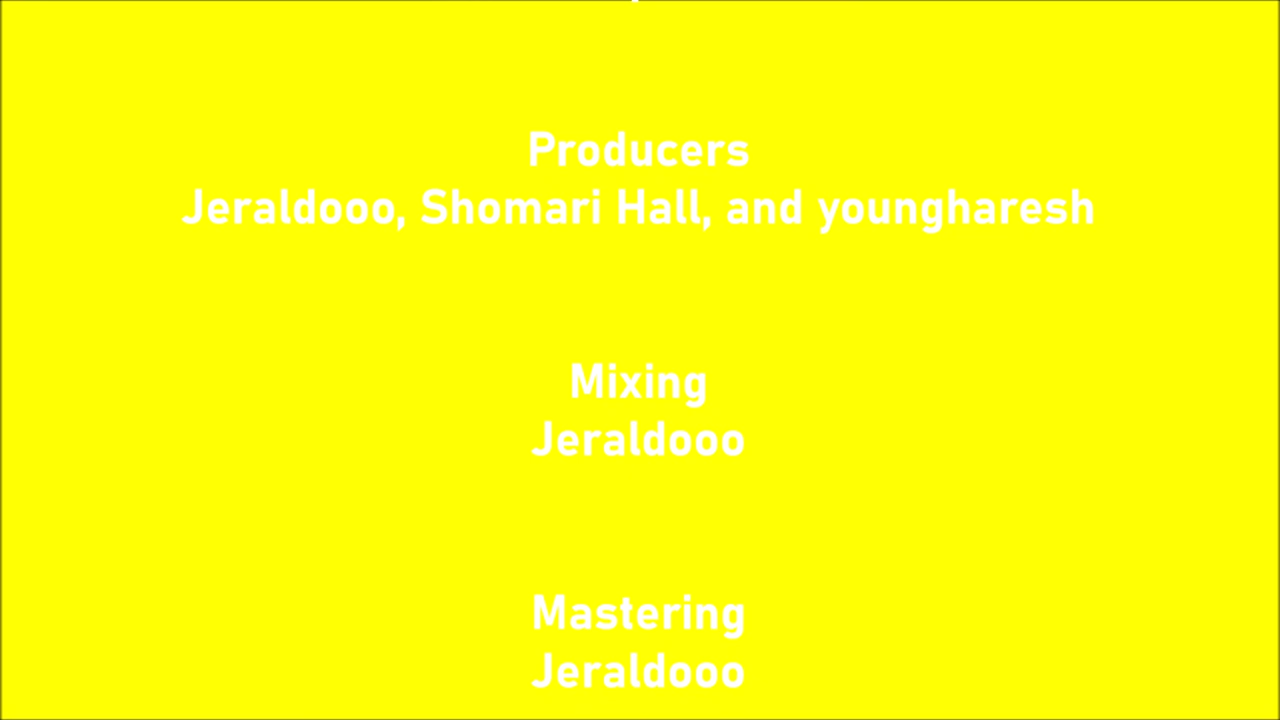 Producers
Jeraldooo, Shomari Hall, and youngharesh
Mixing
Jeraldooo
Mastering
Jeraldooo